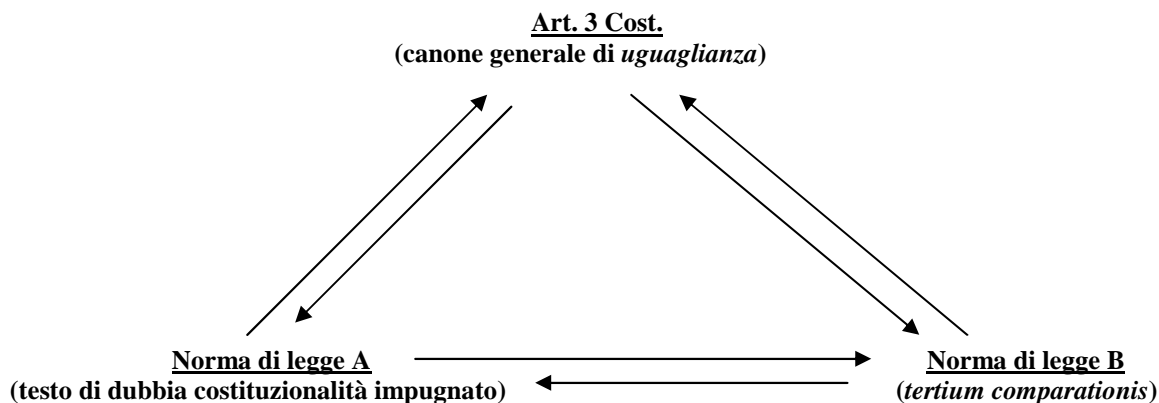 Art. 3 Cost.
(canone generale di uguaglianza)
Norma di legge A
(testo di dubbia costituzionalità impugnato)
Norma di legge B
(tertium comparationis)